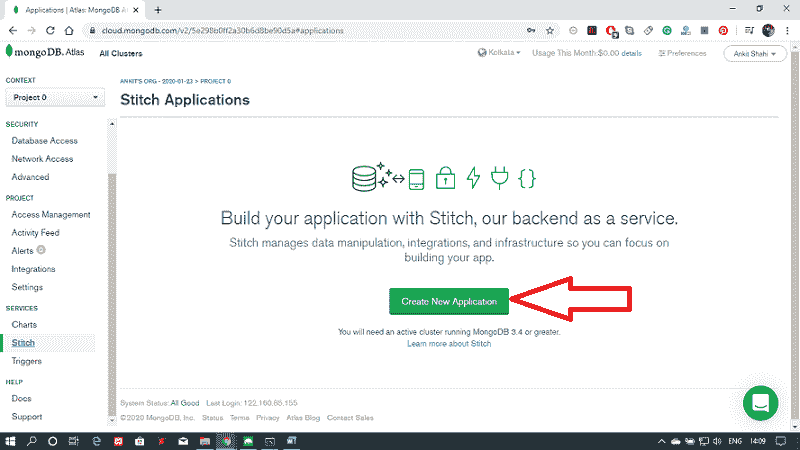 Applications | Atlas: MongoDB A
cloud.mongodb.com/v2/5e298b0ff2a30b6d8be90d5a#applications
mongoDB. Atlas
All Clusters
Kolkata
Usage This Month:$0.00 details
Preferences
Ankit Shahi
CONTEXT
Project 0
ANKIT'S ORG - 2020-01-23 > PROJECT 0
Stitch Applications
SECURITY
Database Access
Network Access
Advanced
PROJECT
Access Management
Activity Feed
Alerts 0
Integrations
Settings
SERVICES
Charts
Stitch
Triggers
HELP
Docs
Support
Build your application with Stitch, our backend as a service.
Stitch manages data manipulation, integrations, and infrastructure so you can focus on
building your app.
Create New Application
You will need an active cluster running MongoDB 3.4 or greater.
Learn more about Stitch
System Status: All Good Last Login: 122.160.65.155
©2020 MongoDB, Inc. Status Terms Privacy Atlas Blog Contact Sales
ENG 14:09